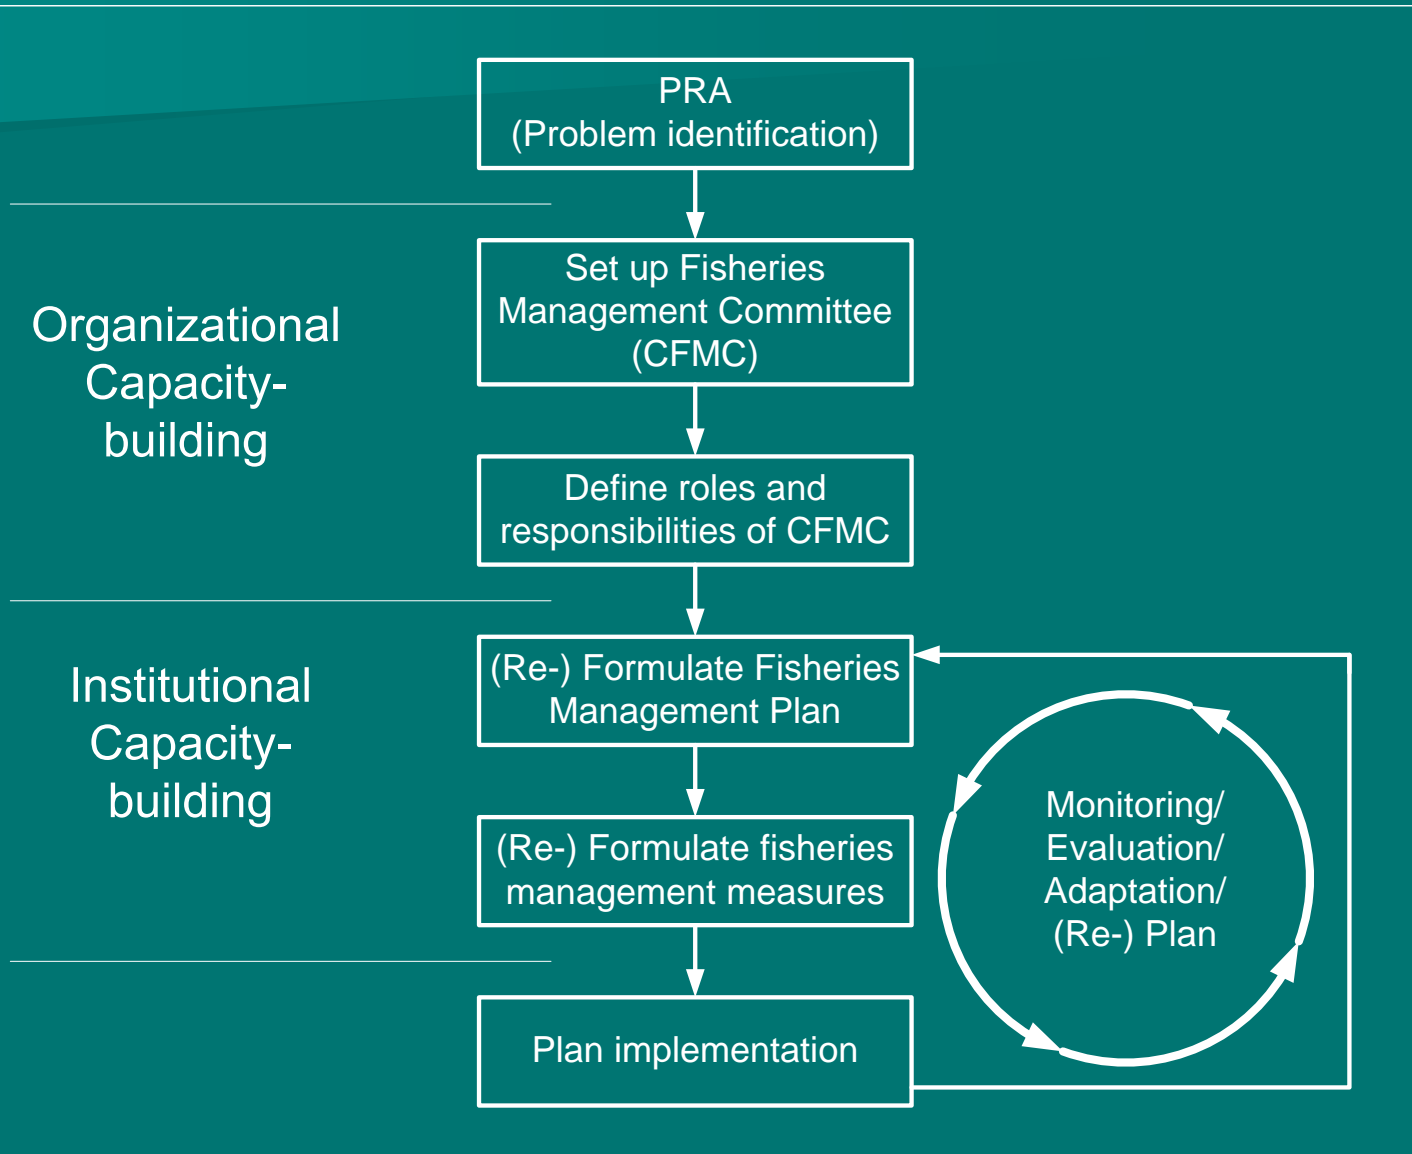 PRA
(Problem identification)
Set up Fisheries
Management Committee
(CFMC)
Organizational
Capacity-
building
Define roles and
responsibilities of CFMC
(Re-) Formulate Fisheries
Management Plan
Institutional
Capacity-
building
(Re-) Formulate fisheries
management measures
Monitoring/
Evaluation/
Adaptation/
(Re-) Plan
Plan implementation